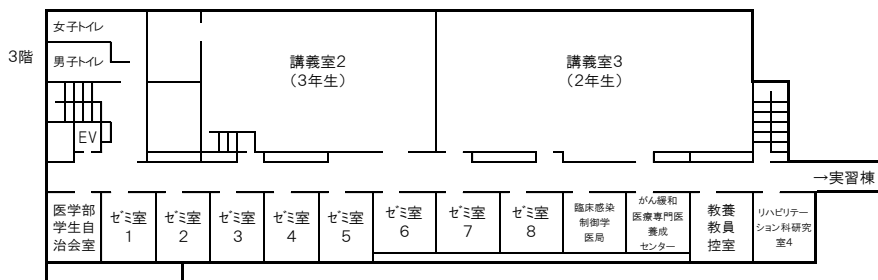 女子トイレ
3階
男子トイレ
講義室2
（3年生）
講義室3
（2年生）
EV
→実習棟
医学部
学生自
治会室
ゼミ室
1
ゼミ室
2
ゼミ室
3
ゼミ室
4
ゼミ室
5
ゼミ室
6
ゼミ室
7
ゼミ室
8
臨床感染
制御学
医局
がん緩和
医療専門医
養成
センター
教養
教員
控室
リハビリテー
ション科研究
室4